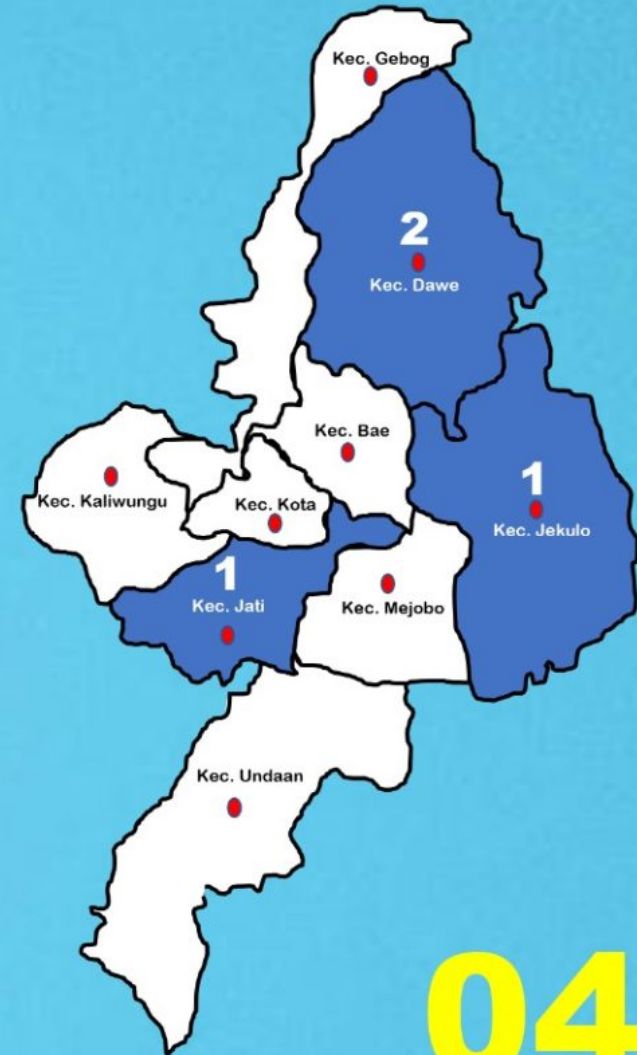 Kec. Gebog
2
Kec. Dawe
Kec. Bae
1
Kec. Jekulo
Kec. Kaliwungu
Kec. Kota
1
Kec. Jati
Kec. Mejobo
Kec. Undaan
04